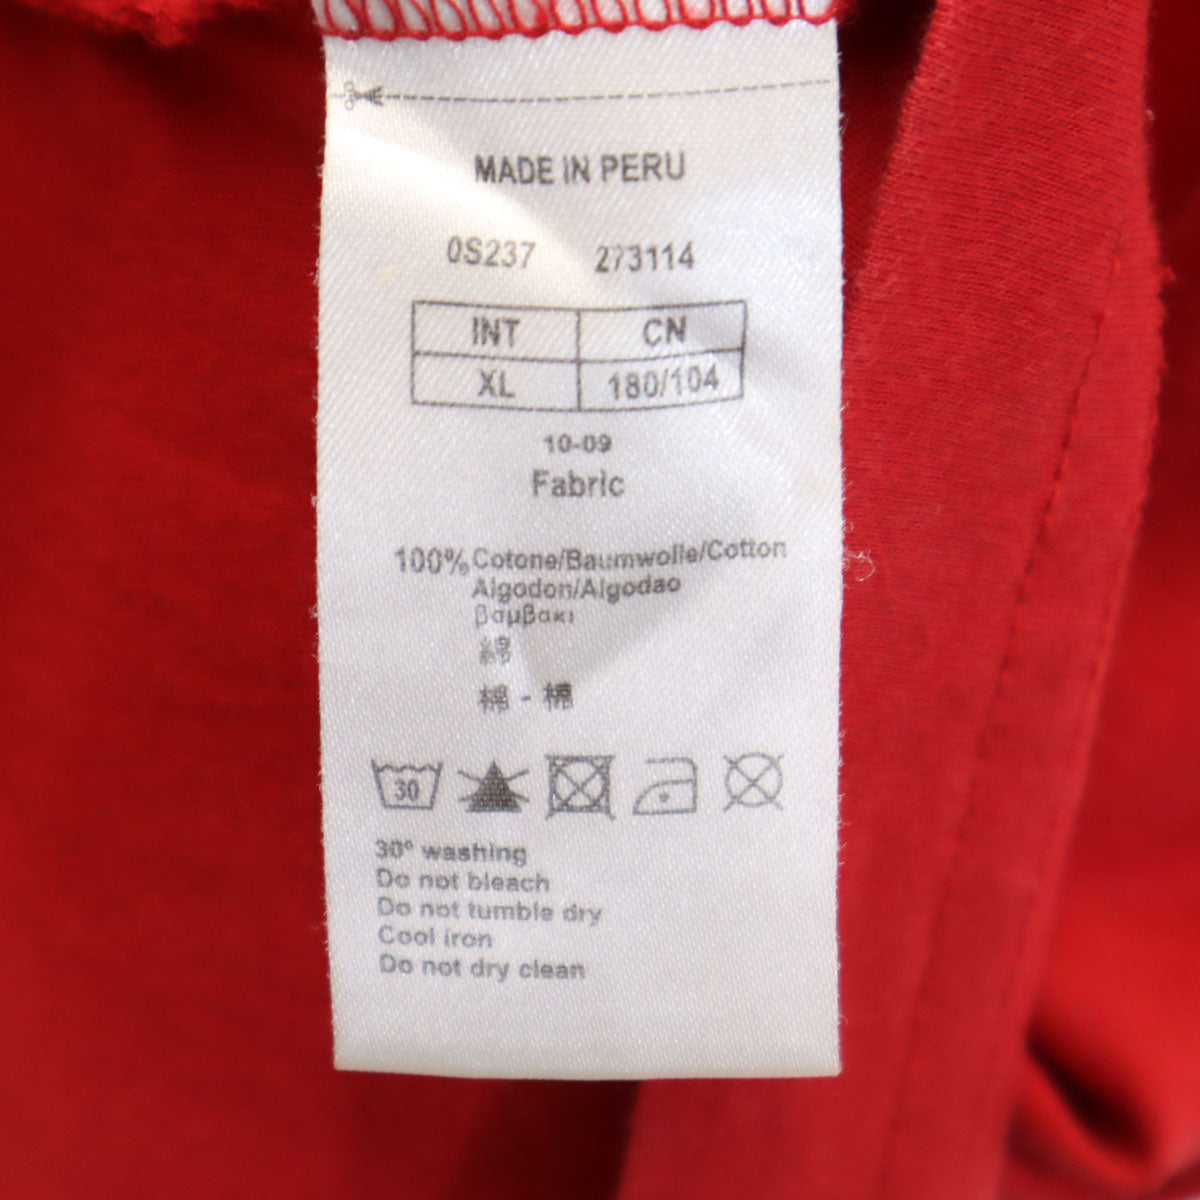 MADE IN PERU
0S237 273114
INT CN
XL 180/104
10-09
Fabric
100% Cotone/Baumwolle/Cotton
Algodon/Algodao
βαμβακι
綿
棉 - 棉
30
30° washing
Do not bleach
Do not tumble dry
Cool iron
Do not dry clean